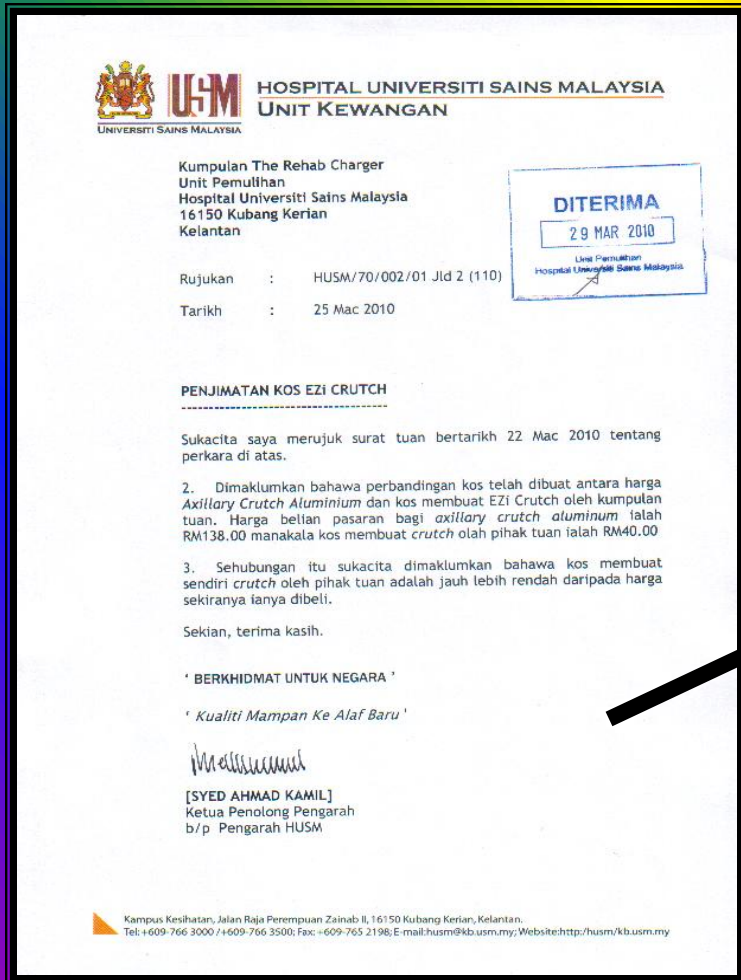 USM
UNIVERSITI SAINS MALAYSIA
HOSPITAL UNIVERSITI SAINS MALAYSIA
UNIT KEWANGAN
Kumpulan The Rehab Charger
Unit Pemulihan
Hospital Universiti Sains Malaysia
16150 Kubang Kerian
Kelantan
DITERIMA
29 MAR 2010
Unit Pemulihan
Hospital Universiti Sains Malaysia
Rujukan : HUSM/70/002/01 Jld 2 (110)
Tarikh : 25 Mac 2010
PENJIMATAN KOS EZi CRUTCH
Sukacita saya merujuk surat tuan bertarikh 22 Mac 2010 tentang
perkara di atas.
2. Dimaklumkan bahawa perbandingan kos telah dibuat antara harga
Axillary Crutch Aluminium dan kos membuat EZi Crutch oleh kumpulan
tuan. Harga belian pasaran bagi axillary crutch aluminum ialah
RM138.00 manakala kos membuat crutch olah pihak tuan ialah RM40.00
3. Sehubungan itu sukacita dimaklumkan bahawa kos membuat
sendiri crutch oleh pihak tuan adalah jauh lebih rendah daripada harga
sekiranya ianya dibeli.
Sekian, terima kasih.
' BERKHIDMAT UNTUK NEGARA '
' Kualiti Mampan Ke Alaf Baru '
[SYED AHMAD KAMIL]
Ketua Penolong Pengarah
b/p Pengarah HUSM
Kampus Kesihatan, Jalan Raja Perempuan Zainab II, 16150 Kubang Kerian, Kelantan.
Tel: +609-766 3000 /+609-766 3500; Fax: +609-765 2198; E-mail:husm@kb.usm.my; Website:http:/husm/kb.usm.my